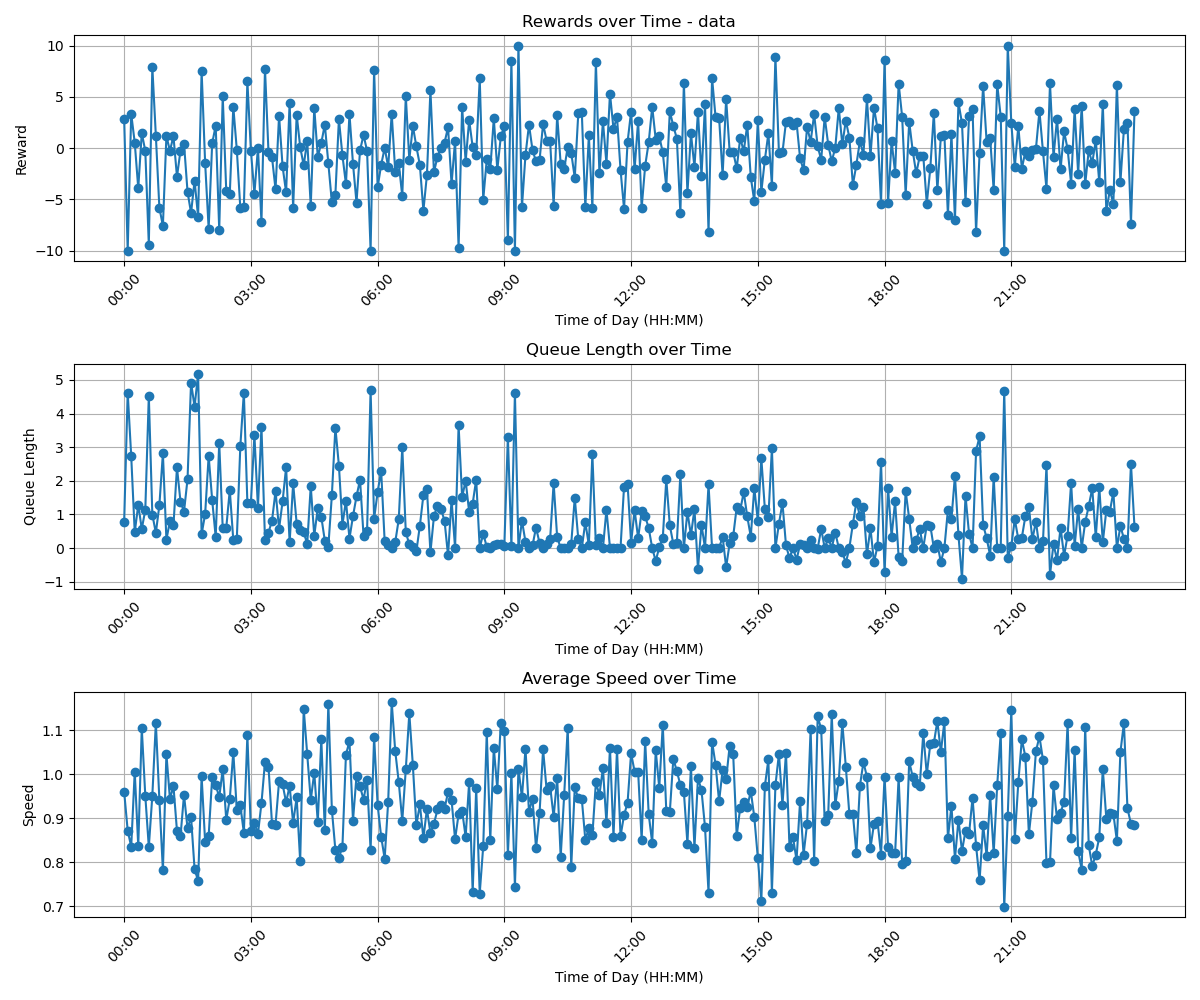 Rewards over Time - data
10
5
0
−5
−10
Reward
00:00 03:00 06:00 09:00 12:00 15:00 18:00 21:00
Time of Day (HH:MM)
Queue Length over Time
5
4
3
2
1
0
−1
Queue Length
00:00 03:00 06:00 09:00 12:00 15:00 18:00 21:00
Time of Day (HH:MM)
Average Speed over Time
1.1
1.0
0.9
0.8
0.7
Speed
00:00 03:00 06:00 09:00 12:00 15:00 18:00 21:00
Time of Day (HH:MM)